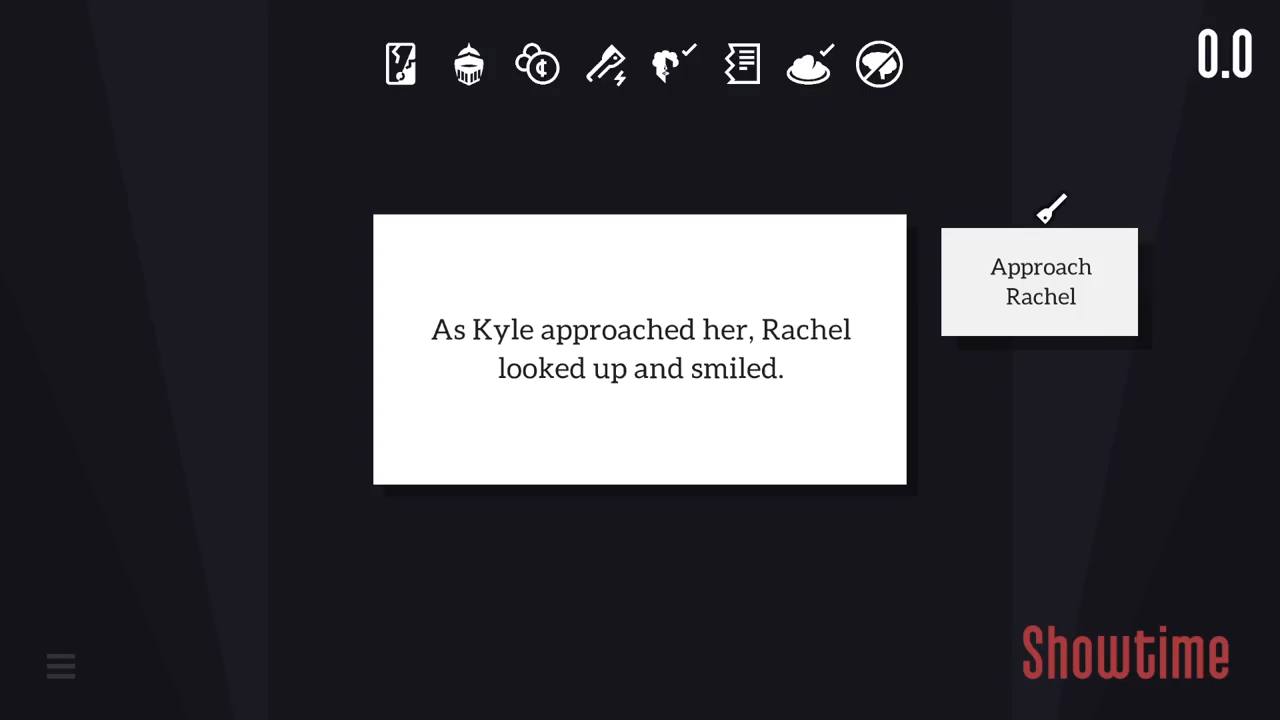 0.0
As Kyle approached her, Rachel
looked up and smiled.
Approach
Rachel
Showtime